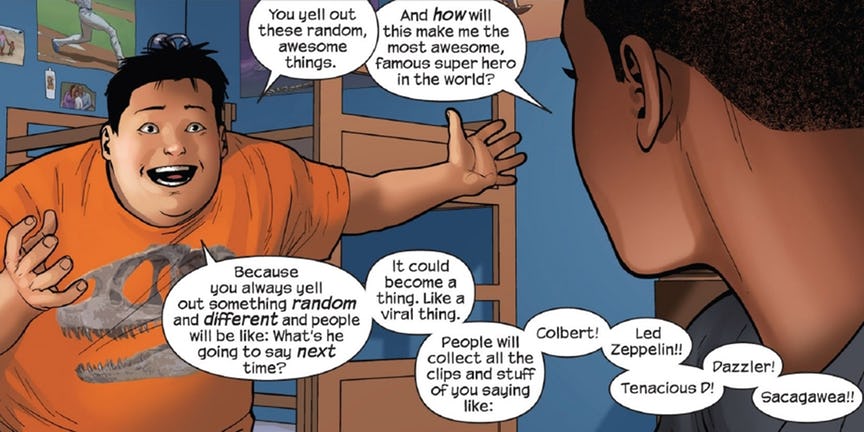 You yell out
these random,
awesome
things.
And how will
this make me the
most awesome,
famous super hero
in the world?
Because
you always yell
out something random
and different and people
will be like: What's he
going to say next
time?
It could
become a
thing. Like a
viral thing.
People will
collect all the
clips and stuff
of you saying
like:
Colbert!
Led
Zeppelin!!
Tenacious D!
Dazzler!
Sacagawea!!